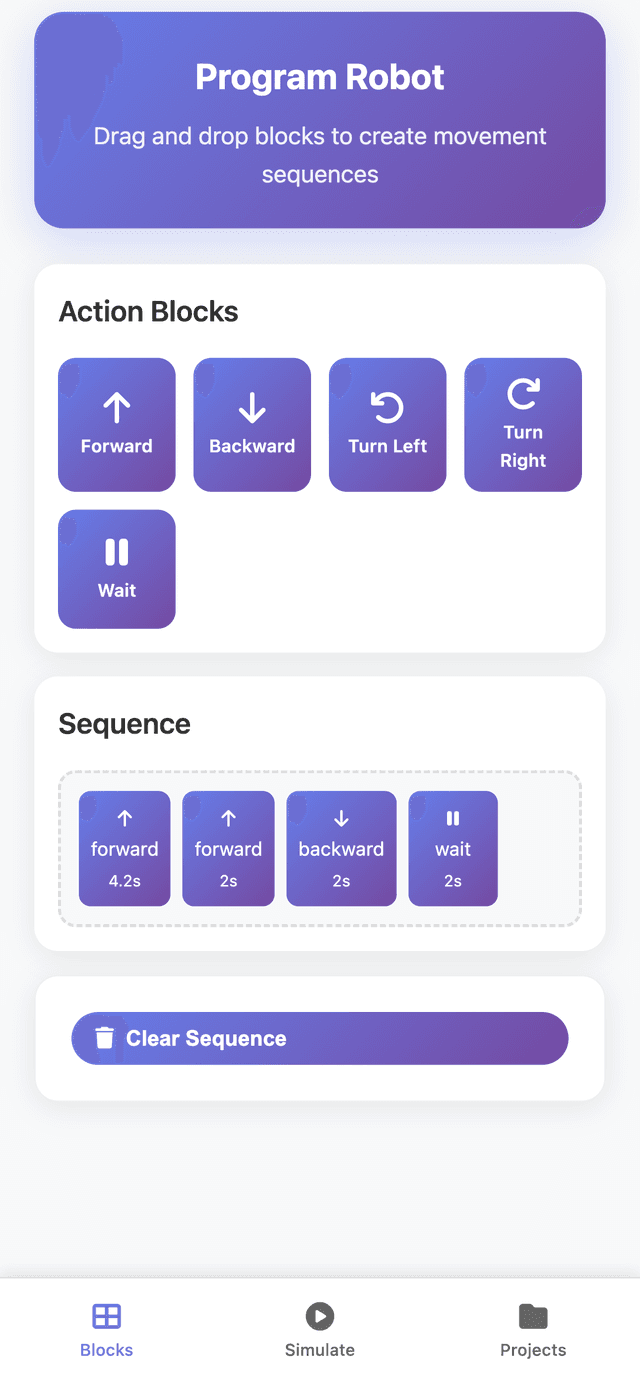 Program Robot
Drag and drop blocks to create movement
sequences
Action Blocks
Forward
Backward
Turn Left
Turn
Right
Wait
Sequence
forward
4.2s
forward
2s
backward
2s
wait
2s
Clear Sequence
Blocks
Simulate
Projects